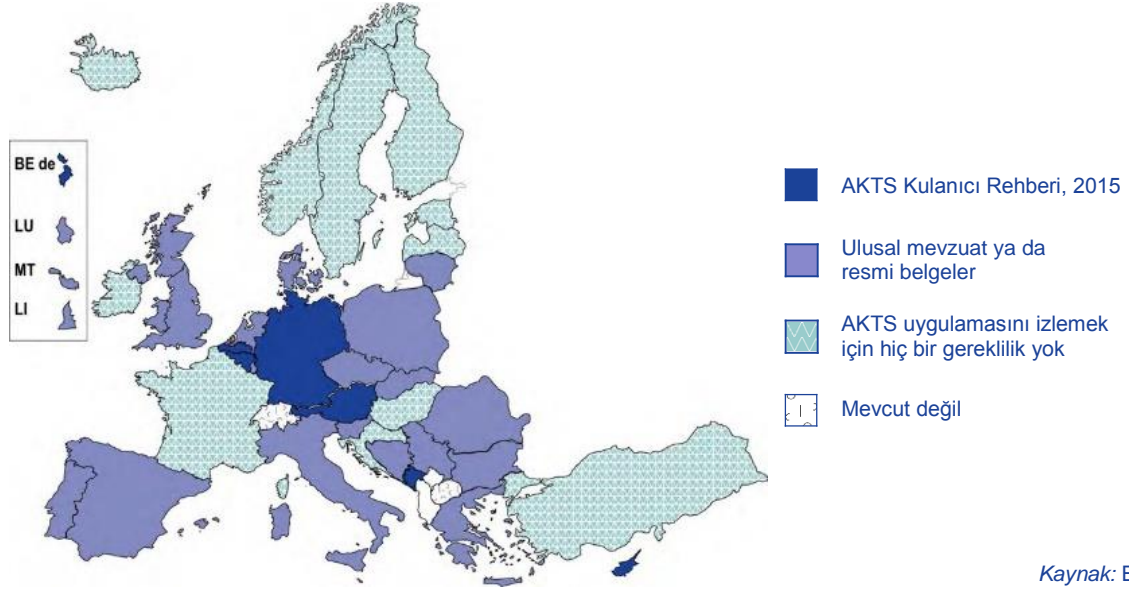 BE de
LU
MT
LI
AKTS Kulanıcı Rehberi, 2015
Ulusal mevzuat ya da
resmi belgeler
AKTS uygulamasını izlemek
için hiç bir gereklilik yok
Mevcut değil
Kaynak: E